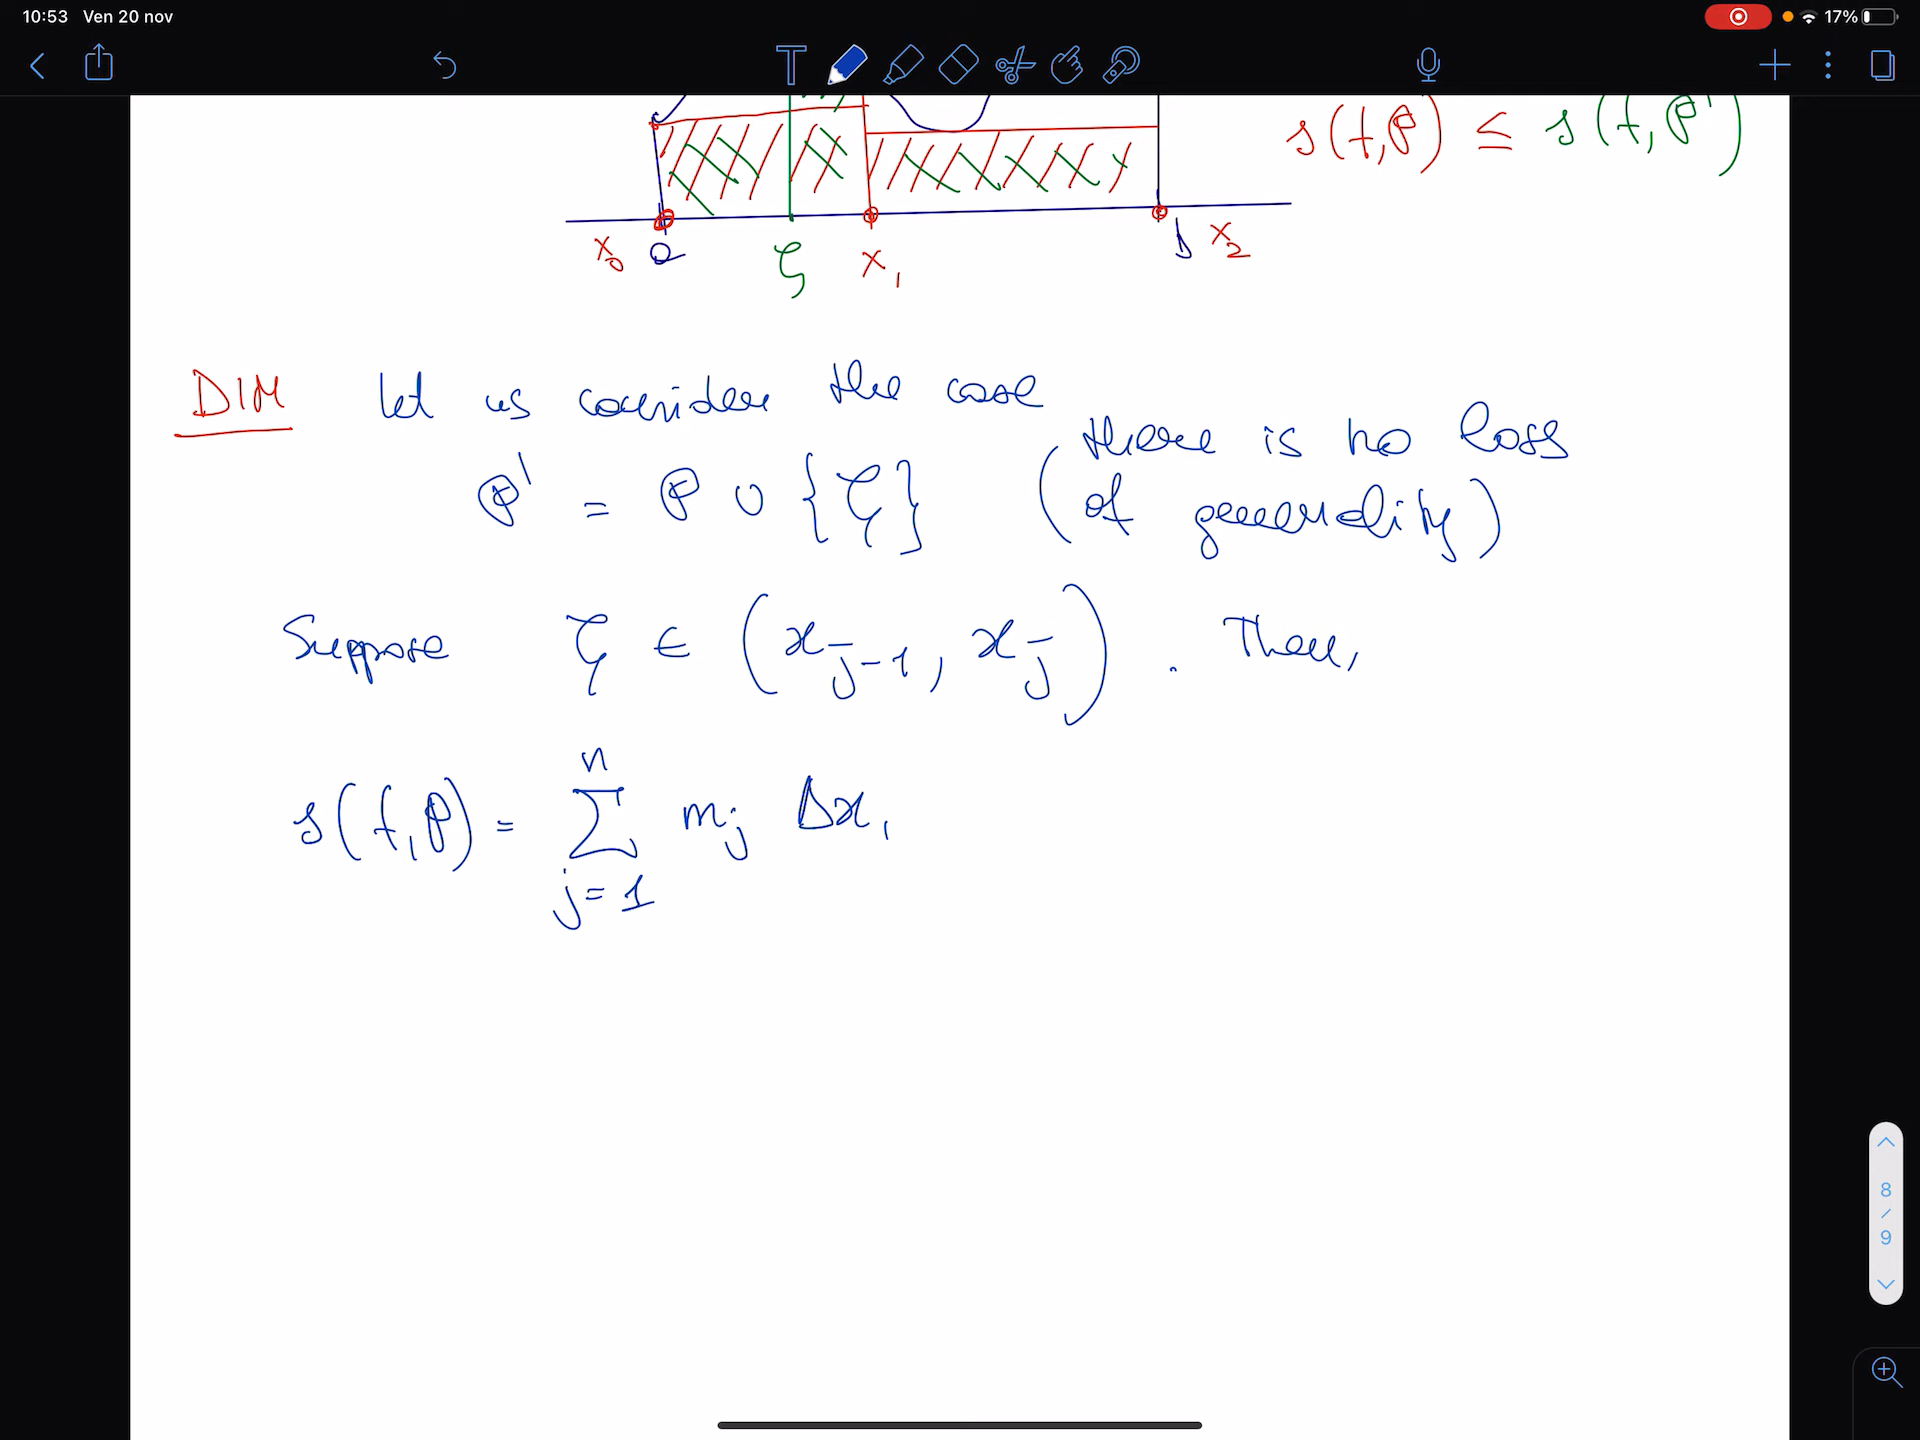 10:53 Ven 20 nov 17%
s(f,P) ≤ s(f,P')
x₀ a ζ x₁ b x₂
DIM Let us consider the case
P' = P ∪ {ζ} (there is no loss
of generality)
Suppose ζ ∈ (x_{j̄-1}, x_{j̄}). Then,
s(f,P) = ∑_{j=1}^{n} m_j Δx,
8
/
9